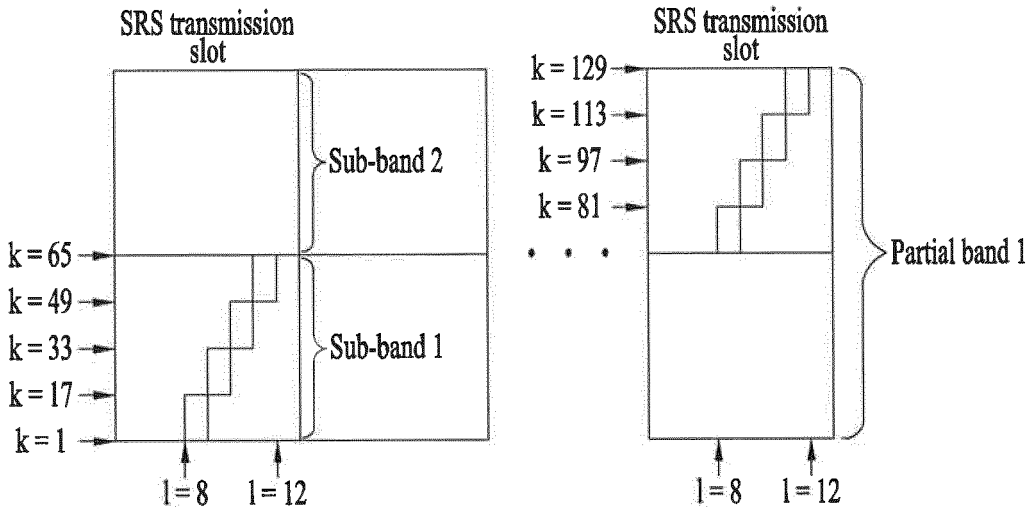 SRS transmission
slot
Sub-band 2
k = 65
k = 49
k = 33
k = 17
k = 1
Sub-band 1
l = 8
l = 12
. . .
SRS transmission
slot
k = 129
k = 113
k = 97
k = 81
Partial band 1
l = 8
l = 12